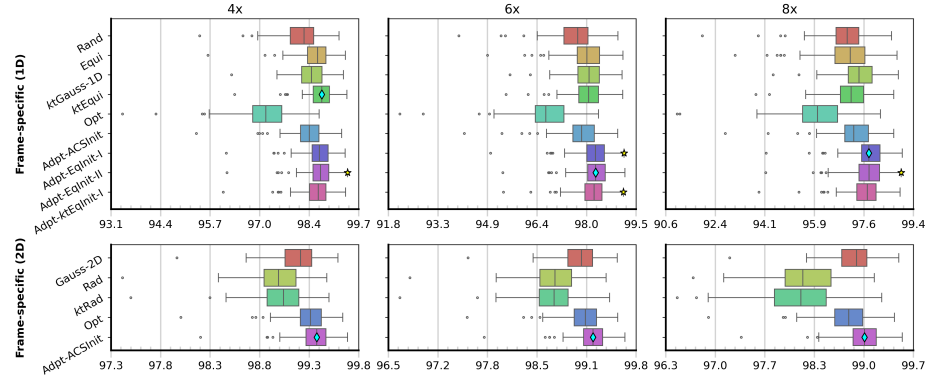 4x 6x 8x
Frame-specific (1D)
Rand
Equi
ktGauss-1D
ktEqui
Opt
Adpt-ACSInit
Adpt-EqInit-I
Adpt-EqInit-II
Adpt-ktEqInit-I
93.1 94.4 95.7 97.0 98.4 99.7
91.8 93.3 94.9 96.4 98.0 99.5
90.6 92.4 94.1 95.9 97.6 99.4
Frame-specific (2D)
Gauss-2D
Rad
ktRad
Opt
Adpt-ACSInit
97.3 97.8 98.3 98.8 99.3 99.8
96.5 97.2 97.8 98.5 99.1 99.8
96.3 97.0 97.7 98.3 99.0 99.7